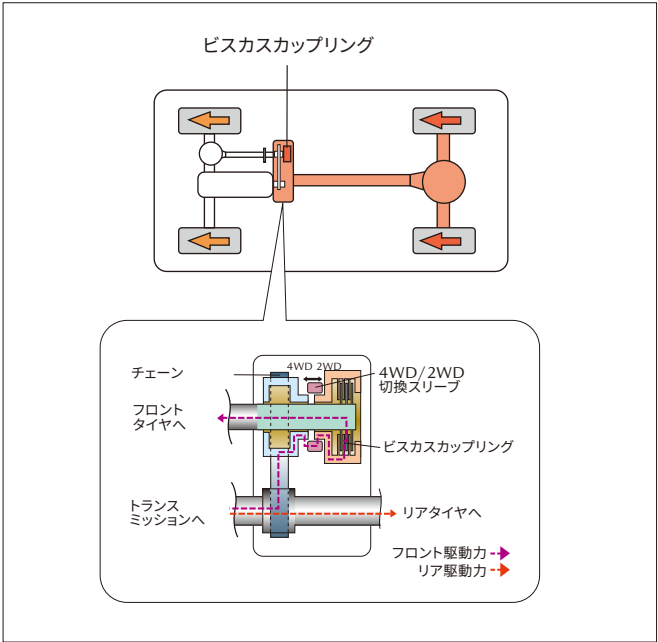 ビスカスカップリング
4WD 2WD
チェーン
4WD/2WD
切換スリーブ
フロント
タイヤへ
ビスカスカップリング
トランス
ミッションへ
リアタイヤへ
フロント駆動力
リア駆動力